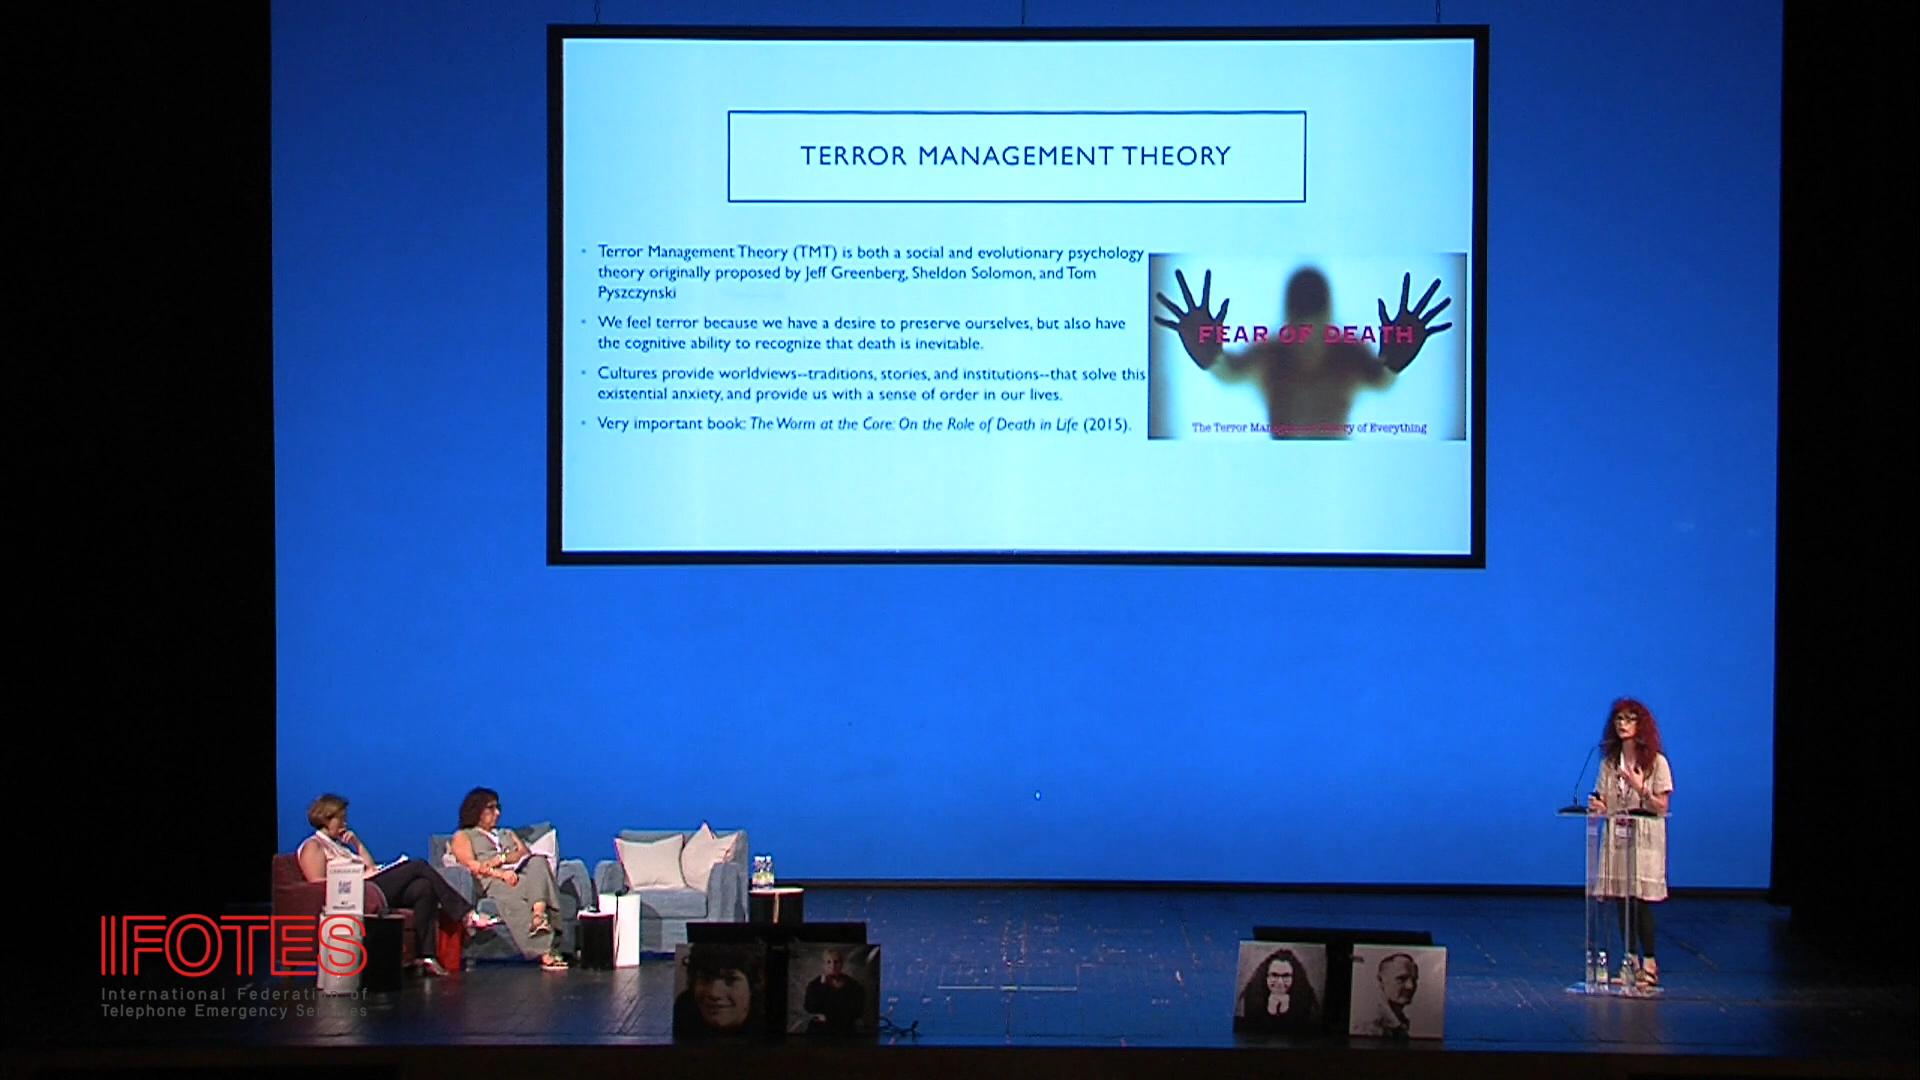 TERROR MANAGEMENT THEORY
• Terror Management Theory (TMT) is both a social and evolutionary psychology
theory originally proposed by Jeff Greenberg, Sheldon Solomon, and Tom
Pyszczynski
• We feel terror because we have a desire to preserve ourselves, but also have
the cognitive ability to recognize that death is inevitable.
• Cultures provide worldviews--traditions, stories, and institutions--that solve this
existential anxiety, and provide us with a sense of order in our lives.
• Very important book: The Worm at the Core: On the Role of Death in Life (2015).
FEAR OF DEATH
The Terror Management Theory of Everything
IFOTES
International Federation of
Telephone Emergency Services